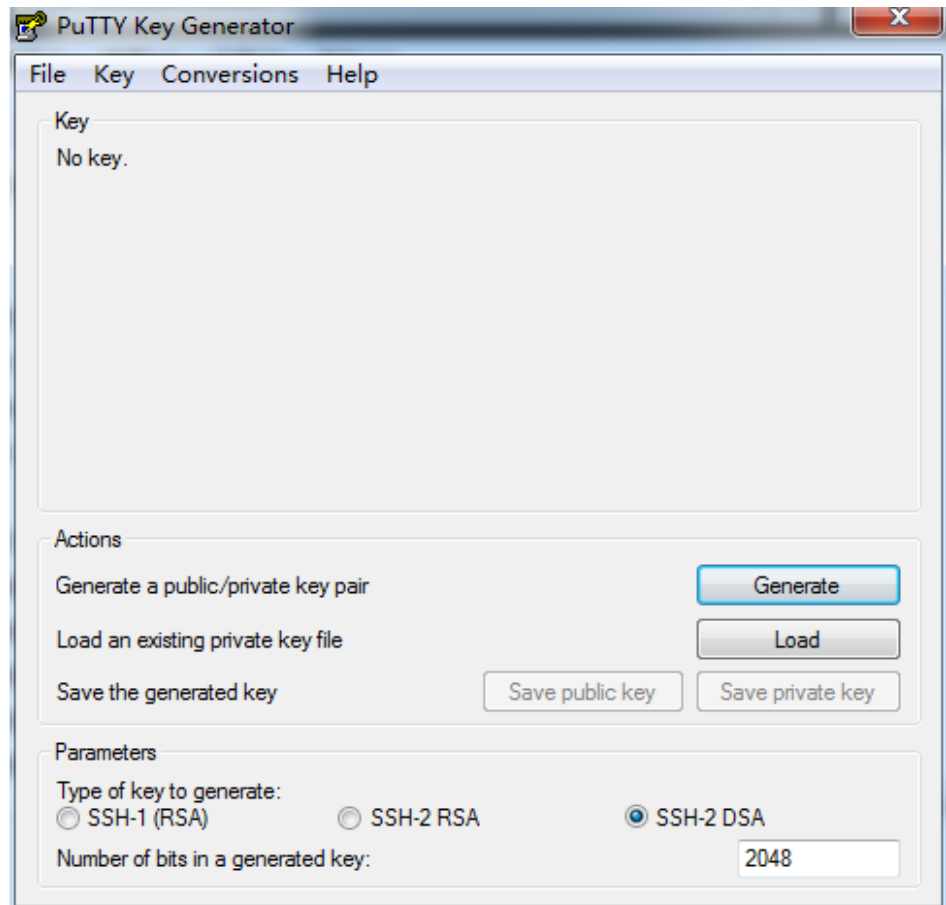 PuTTY Key Generator
File Key Conversions Help
Key
No key.
Actions
Generate a public/private key pair Generate
Load an existing private key file Load
Save the generated key Save public key Save private key
Parameters
Type of key to generate:
SSH-1 (RSA) SSH-2 RSA SSH-2 DSA
Number of bits in a generated key: 2048